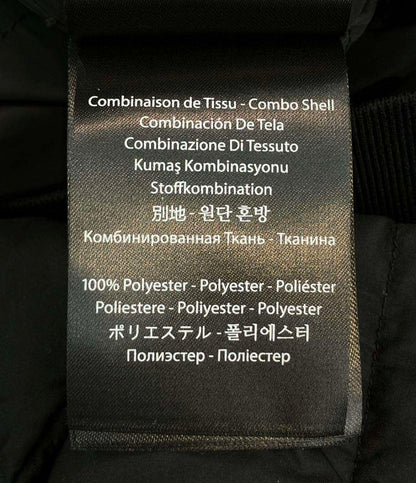 Combinaison de Tissu - Combo Shell
Combinación De Tela
Combinazione Di Tessuto
Kumaş Kombinasyonu
Stoffkombination
別地 - 원단 혼방
Комбинированная Ткань - Тканина
100% Polyester - Polyester - Poliéster
Poliestere - Poliyester - Polyester
ポリエステル - 폴리에스터
Полиэстер - Поліестер